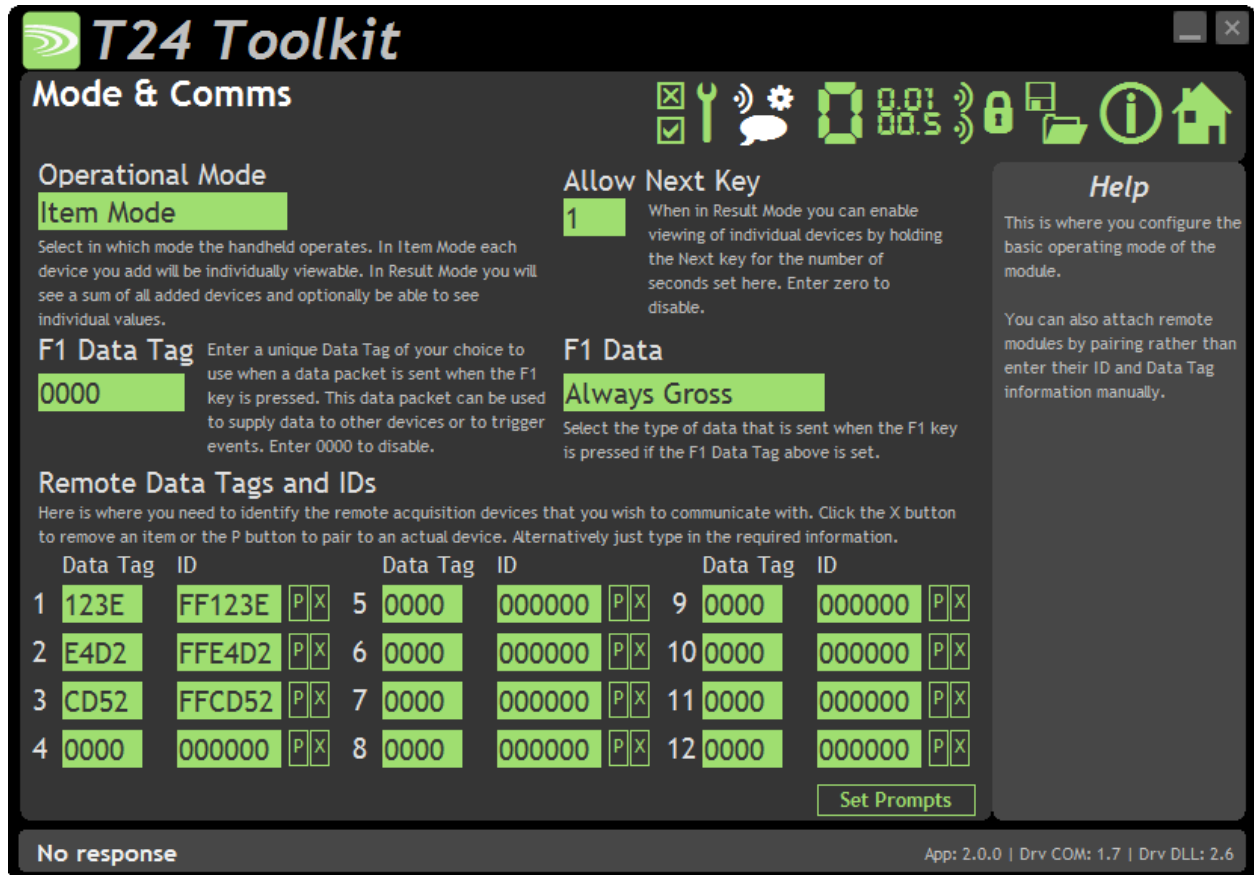 T24 Toolkit
Mode & Comms
0.01
00.5
Operational Mode
Item Mode
Select in which mode the handheld operates. In Item Mode each
device you add will be individually viewable. In Result Mode you will
see a sum of all added devices and optionally be able to see
individual values.
Allow Next Key
1
When in Result Mode you can enable
viewing of individual devices by holding
the Next key for the number of
seconds set here. Enter zero to
disable.
F1 Data Tag
0000
Enter a unique Data Tag of your choice to
use when a data packet is sent when the F1
key is pressed. This data packet can be used
to supply data to other devices or to trigger
events. Enter 0000 to disable.
F1 Data
Always Gross
Select the type of data that is sent when the F1 key
is pressed if the F1 Data Tag above is set.
Remote Data Tags and IDs
Here is where you need to identify the remote acquisition devices that you wish to communicate with. Click the X button
to remove an item or the P button to pair to an actual device. Alternatively just type in the required information.
Data Tag ID Data Tag ID Data Tag ID
1 123E FF123E P X 5 0000 000000 P X 9 0000 000000 P X
2 E4D2 FFE4D2 P X 6 0000 000000 P X 10 0000 000000 P X
3 CD52 FFCD52 P X 7 0000 000000 P X 11 0000 000000 P X
4 0000 000000 P X 8 0000 000000 P X 12 0000 000000 P X
Set Prompts
Help
This is where you configure the
basic operating mode of the
module.
You can also attach remote
modules by pairing rather than
enter their ID and Data Tag
information manually.
No response
App: 2.0.0 | Drv COM: 1.7 | Drv DLL: 2.6